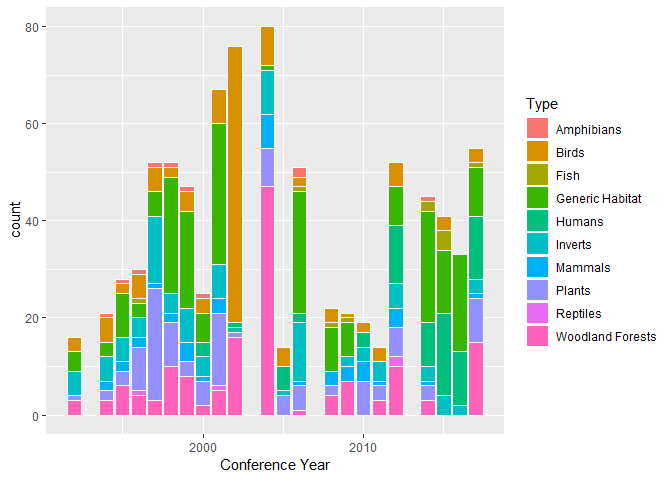 80
60
40
20
0
count
2000
2010
Conference Year
Type
Amphibians
Birds
Fish
Generic Habitat
Humans
Inverts
Mammals
Plants
Reptiles
Woodland Forests